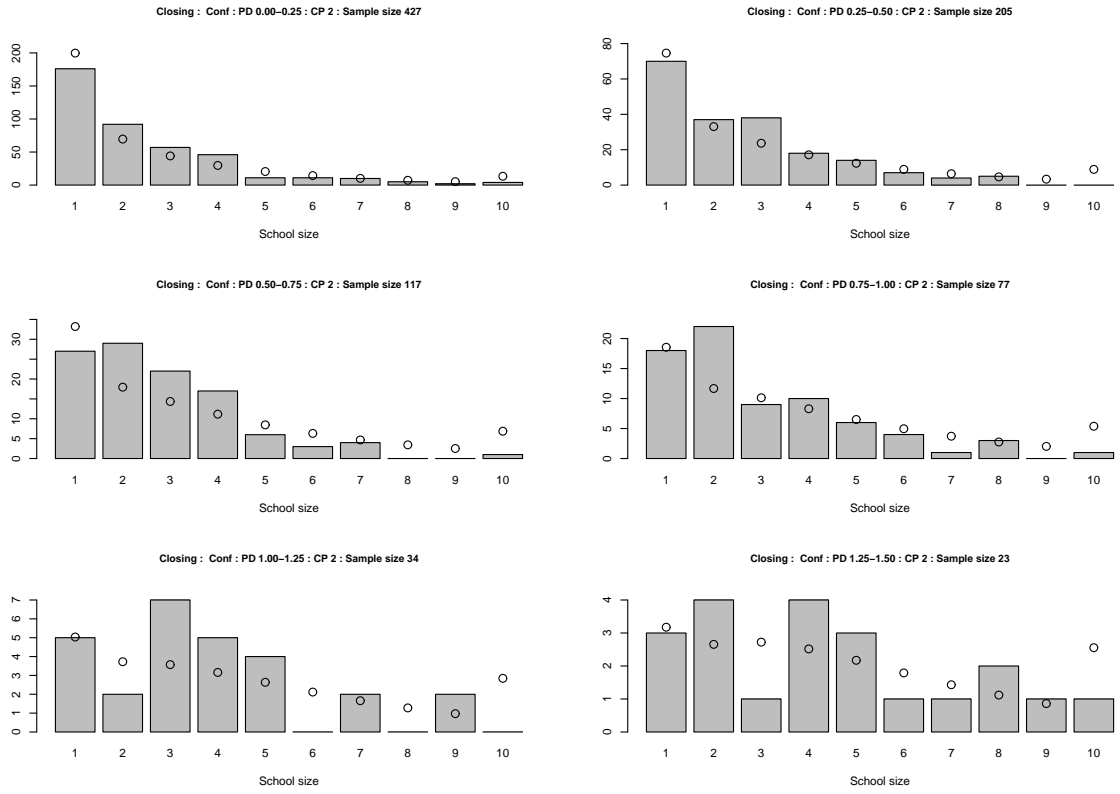 Closing :  Conf : PD 0.00−0.25 : CP 2 : Sample size 427
200
150
100
50
0
1 2 3 4 5 6 7 8 9 10
School size
Closing :  Conf : PD 0.25−0.50 : CP 2 : Sample size 205
80
60
40
20
0
1 2 3 4 5 6 7 8 9 10
School size
Closing :  Conf : PD 0.50−0.75 : CP 2 : Sample size 117
30
20
10
5
0
1 2 3 4 5 6 7 8 9 10
School size
Closing :  Conf : PD 0.75−1.00 : CP 2 : Sample size 77
20
15
10
5
0
1 2 3 4 5 6 7 8 9 10
School size
Closing :  Conf : PD 1.00−1.25 : CP 2 : Sample size 34
7
6
5
4
3
2
1
0
1 2 3 4 5 6 7 8 9 10
School size
Closing :  Conf : PD 1.25−1.50 : CP 2 : Sample size 23
4
3
2
1
0
1 2 3 4 5 6 7 8 9 10
School size